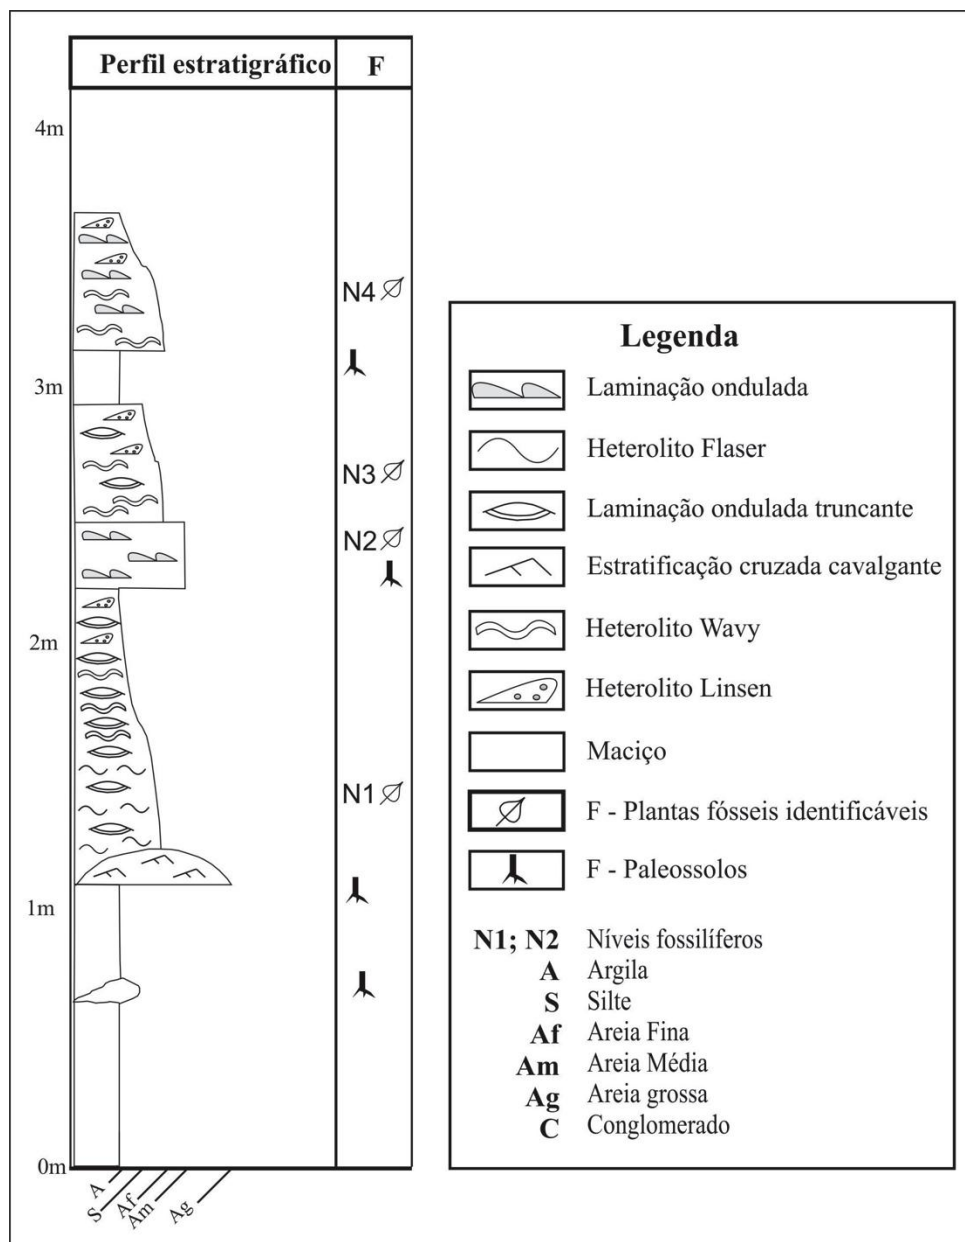 Perfil estratigráfico F
4m
N4
3m
N3
N2
2m
N1
1m
0m
A
S
Af
Am
Ag
Legenda
Laminação ondulada
Heterolito Flaser
Laminação ondulada truncante
Estratificação cruzada cavalgante
Heterolito Wavy
Heterolito Linsen
Maciço
F - Plantas fósseis identificáveis
F - Paleossolos
N1; N2 Níveis fossilíferos
A Argila
S Silte
Af Areia Fina
Am Areia Média
Ag Areia grossa
C Conglomerado